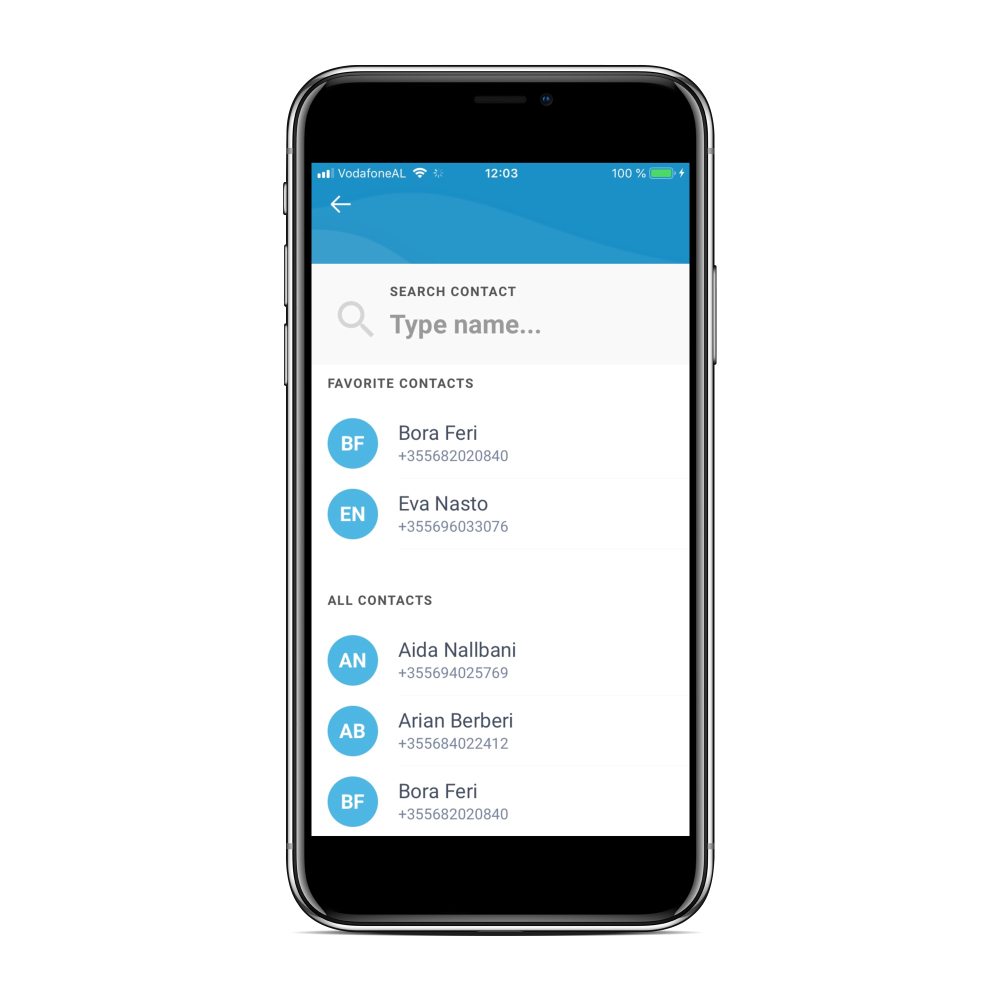 VodafoneAL 12:03 100 %
SEARCH CONTACT
Type name...
FAVORITE CONTACTS
BF
Bora Feri
+355682020840
EN
Eva Nasto
+355696033076
ALL CONTACTS
AN
Aida Nallbani
+355694025769
AB
Arian Berberi
+355684022412
BF
Bora Feri
+355682020840